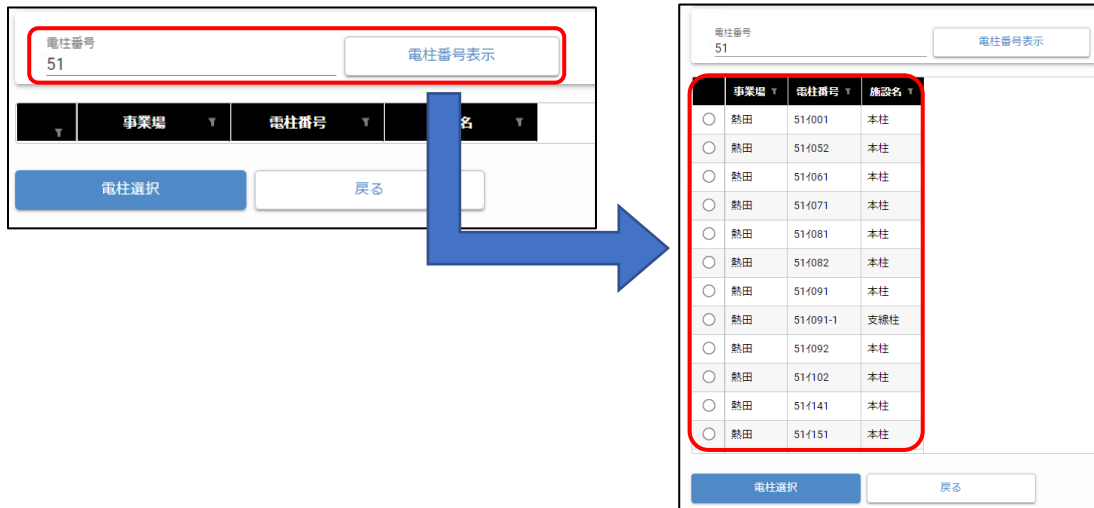 電柱番号
51
電柱番号表示
事業場 電柱番号 名
電柱選択
戻る
電柱番号
51
電柱番号表示
事業場 電柱番号 施設名
熱田 51ｲ001 本柱
熱田 51ｲ052 本柱
熱田 51ｲ061 本柱
熱田 51ｲ071 本柱
熱田 51ｲ081 本柱
熱田 51ｲ082 本柱
熱田 51ｲ091 本柱
熱田 51ｲ091-1 支線柱
熱田 51ｲ092 本柱
熱田 51ｲ102 本柱
熱田 51ｲ141 本柱
熱田 51ｲ151 本柱
電柱選択
戻る